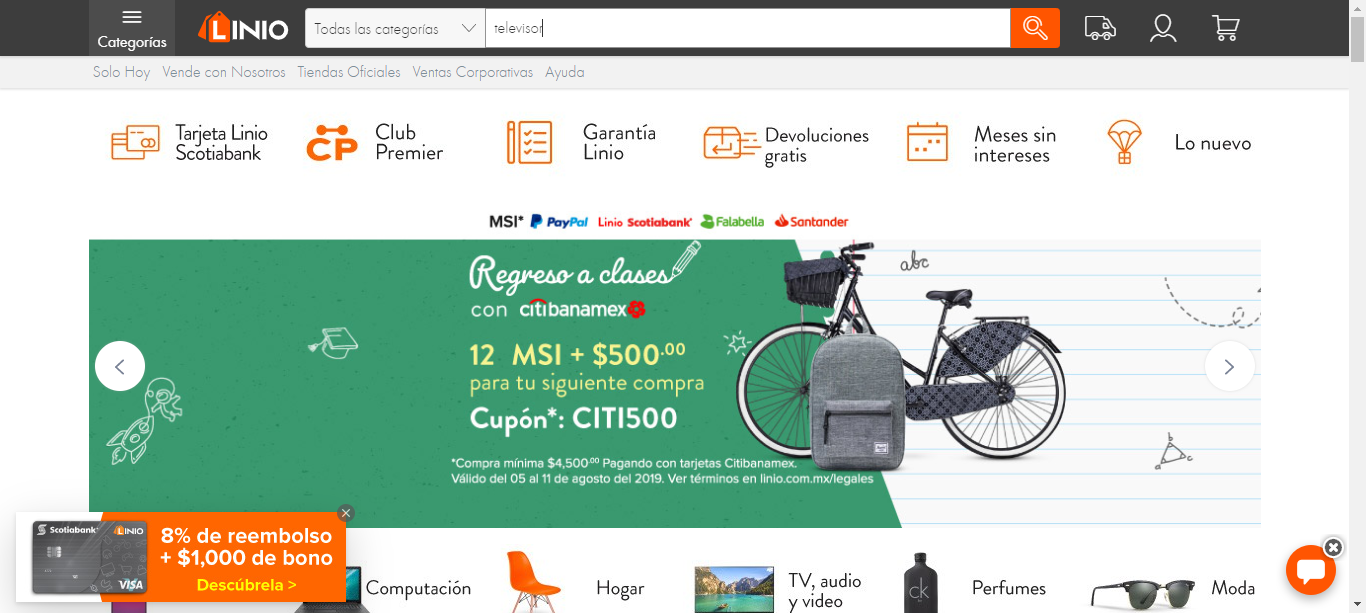 Categorías
LINIO
Todas las categorías
televisor
Solo Hoy Vende con Nosotros Tiendas Oficiales Ventas Corporativas Ayuda
Tarjeta Linio
Scotiabank
CP
Club
Premier
Garantía
Linio
Devoluciones
gratis
Meses sin
intereses
Lo nuevo
MSI* PayPal Linio Scotiabank Falabella Santander
Regreso a clases
con citibanamex
12 MSI + $500.00
para tu siguiente compra
Cupón*: CITI500
*Compra mínima $4,500.00 Pagando con tarjetas Citibanamex.
Válido del 05 al 11 de agosto del 2019. Ver términos en linio.com.mx/legales
abc
b
a
c
Scotiabank LINIO
VISA
8% de reembolso
+ $1,000 de bono
Descúbrela >
Computación
Hogar
TV, audio
y video
ck
Perfumes
Moda